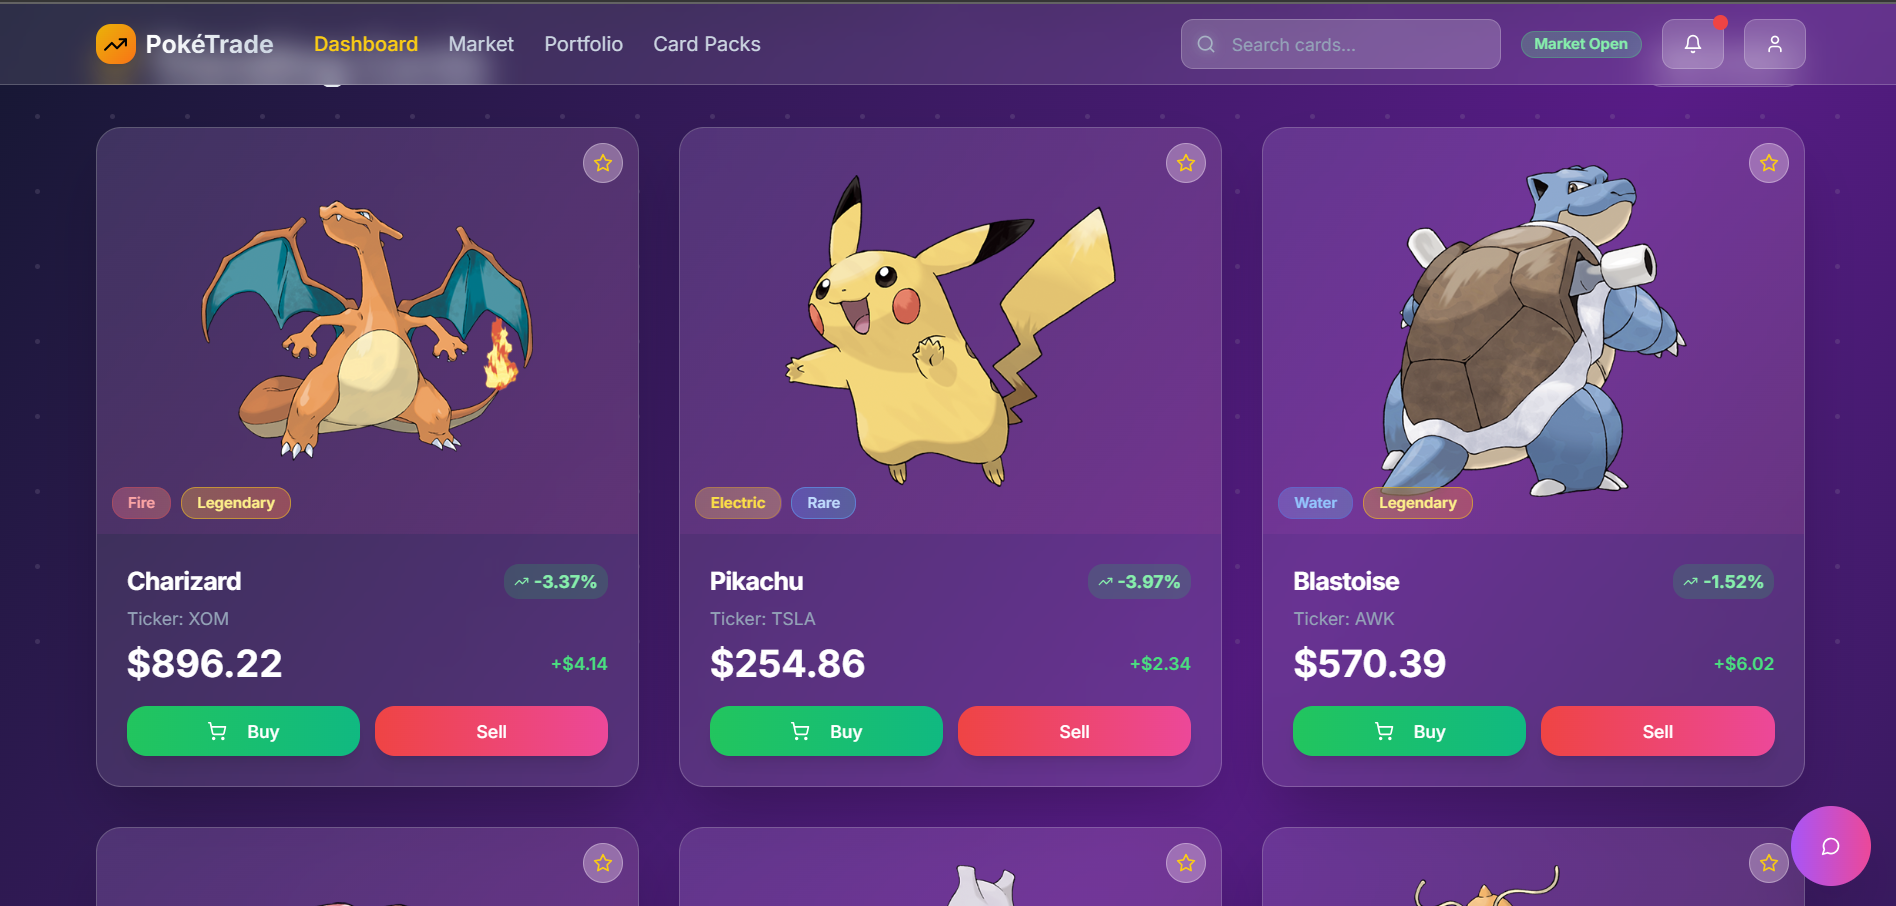 PokéTrade
Dashboard
Market
Portfolio
Card Packs
Search cards...
Market Open
Fire
Legendary
Electric
Rare
Water
Legendary
Charizard
-3.37%
Ticker: XOM
$896.22
+$4.14
Buy
Sell
Pikachu
-3.97%
Ticker: TSLA
$254.86
+$2.34
Buy
Sell
Blastoise
-1.52%
Ticker: AWK
$570.39
+$6.02
Buy
Sell